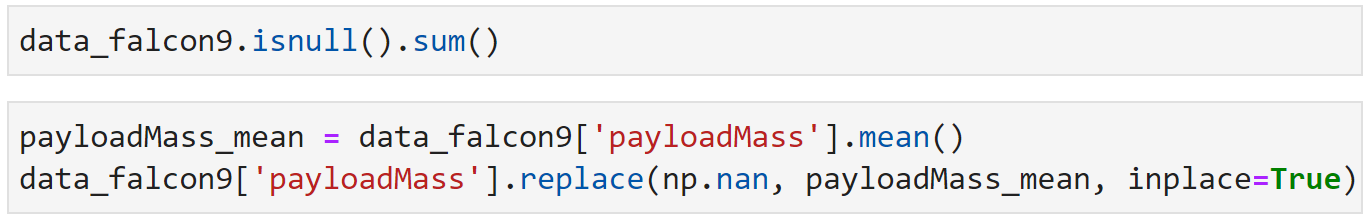 data_falcon9.isnull().sum()
payloadMass_mean = data_falcon9['payloadMass'].mean()
data_falcon9['payloadMass'].replace(np.nan, payloadMass_mean, inplace=True)